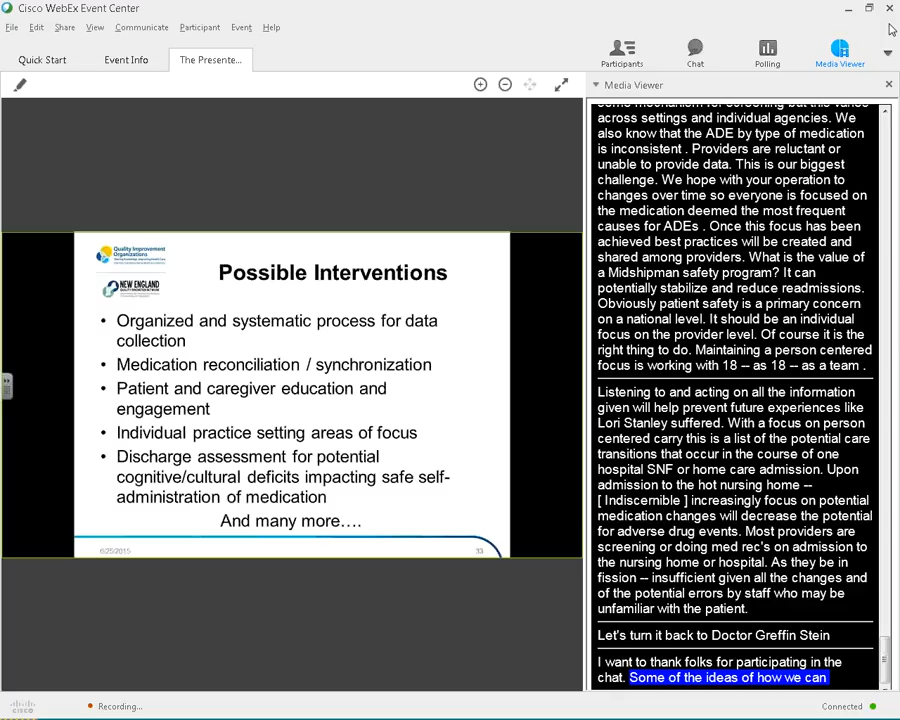 Cisco WebEx Event Center
File Edit Share View Communicate Participant Event Help
Quick Start Event Info The Presente...
Participants Chat Polling Media Viewer
Media Viewer
some mechanism for screening but this varies
across settings and individual agencies. We
also know that the ADE by type of medication
is inconsistent . Providers are reluctant or
unable to provide data. This is our biggest
challenge. We hope with your operation to
changes over time so everyone is focused on
the medication deemed the most frequent
causes for ADEs . Once this focus has been
achieved best practices will be created and
shared among providers. What is the value of
a Midshipman safety program? It can
potentially stabilize and reduce readmissions.
Obviously patient safety is a primary concern
on a national level. It should be an individual
focus on the provider level. Of course it is the
right thing to do. Maintaining a person centered
focus is working with 18 -- as 18 -- as a team .
Listening to and acting on all the information
given will help prevent future experiences like
Lori Stanley suffered. With a focus on person
centered carry this is a list of the potential care
transitions that occur in the course of one
hospital SNF or home care admission. Upon
admission to the hot nursing home --
[ Indiscernible ] increasingly focus on potential
medication changes will decrease the potential
for adverse drug events. Most providers are
screening or doing med rec's on admission to
the nursing home or hospital. As they be in
fission -- insufficient given all the changes and
of the potential errors by staff who may be
unfamiliar with the patient.
Let's turn it back to Doctor Greffin Stein
I want to thank folks for participating in the
chat. Some of the ideas of how we can
Quality Improvement
Organizations
NEW ENGLAND
Possible Interventions
• Organized and systematic process for data
collection
• Medication reconciliation / synchronization
• Patient and caregiver education and
engagement
• Individual practice setting areas of focus
• Discharge assessment for potential
cognitive/cultural deficits impacting safe self-
administration of medication
And many more….
6/25/2015 33
cisco Recording... Connected